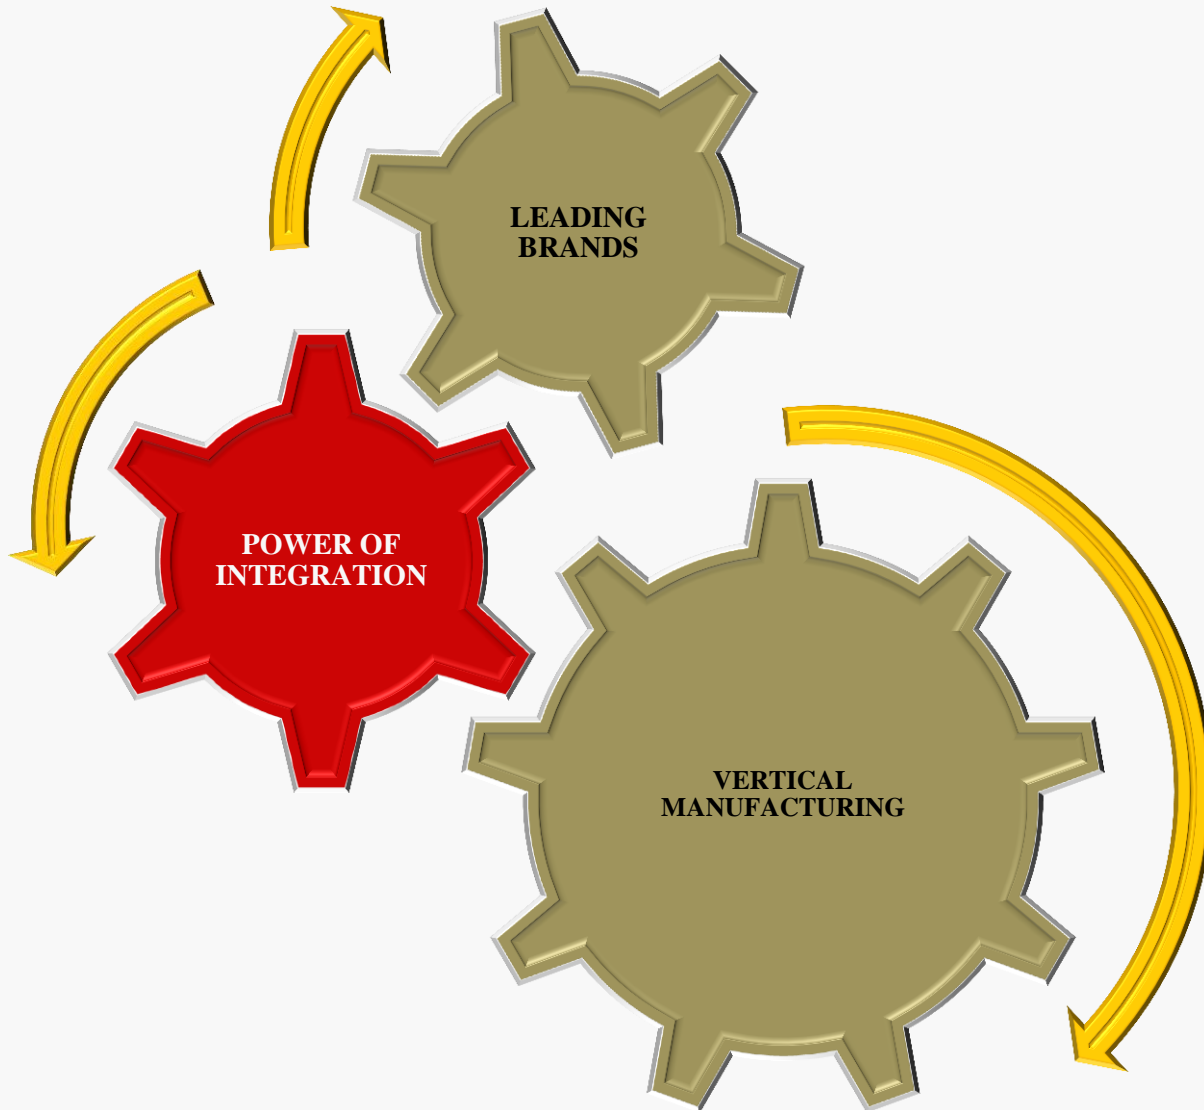 LEADING
BRANDS
POWER OF
INTEGRATION
VERTICAL
MANUFACTURING